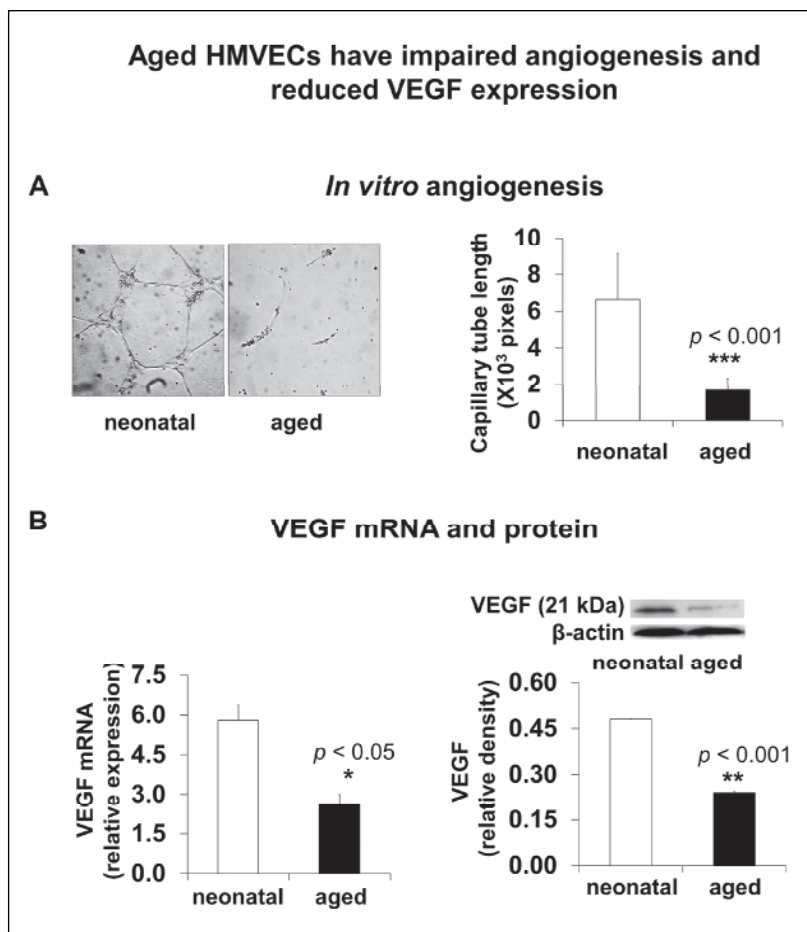 Aged HMVECs have impaired angiogenesis and
reduced VEGF expression
A
In vitro angiogenesis
neonatal
aged
Capillary tube length
(X10³ pixels)
10
8
6
4
2
0
p < 0.001
***
neonatal
aged
B
VEGF mRNA and protein
VEGF mRNA
(relative expression)
7.5
6.0
4.5
3.0
1.5
0.0
p < 0.05
*
neonatal
aged
VEGF (21 kDa)
β-actin
neonatal aged
VEGF
(relative density)
0.60
0.45
0.30
0.15
0.00
p < 0.001
**
neonatal
aged